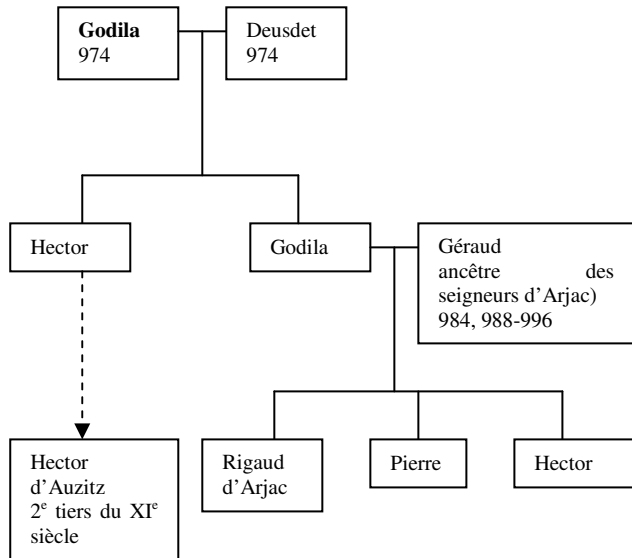 Godila
974
Deusdet
974
Hector
Godila
Géraud
ancêtre des
seigneurs d'Arjac)
984, 988-996
Hector
d'Auzitz
2e tiers du XIe
siècle
Rigaud
d'Arjac
Pierre
Hector